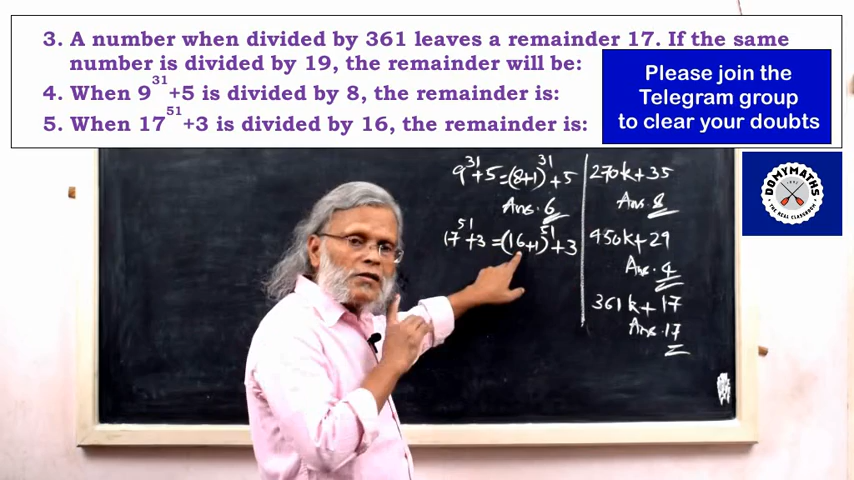 3. A number when divided by 361 leaves a remainder 17. If the same
number is divided by 19, the remainder will be:
4. When 9^31+5 is divided by 8, the remainder is:
5. When 17^51+3 is divided by 16, the remainder is:
Please join the
Telegram group
to clear your doubts
DOMYMATHS
THE REAL CLASSROOM
9^31+5=(8+1)^31+5
Ans. 6
17^51+3=(16+1)^51+3
270k+35
Ans. 8
450k+29
Ans. 4
361k+17
Ans. 17